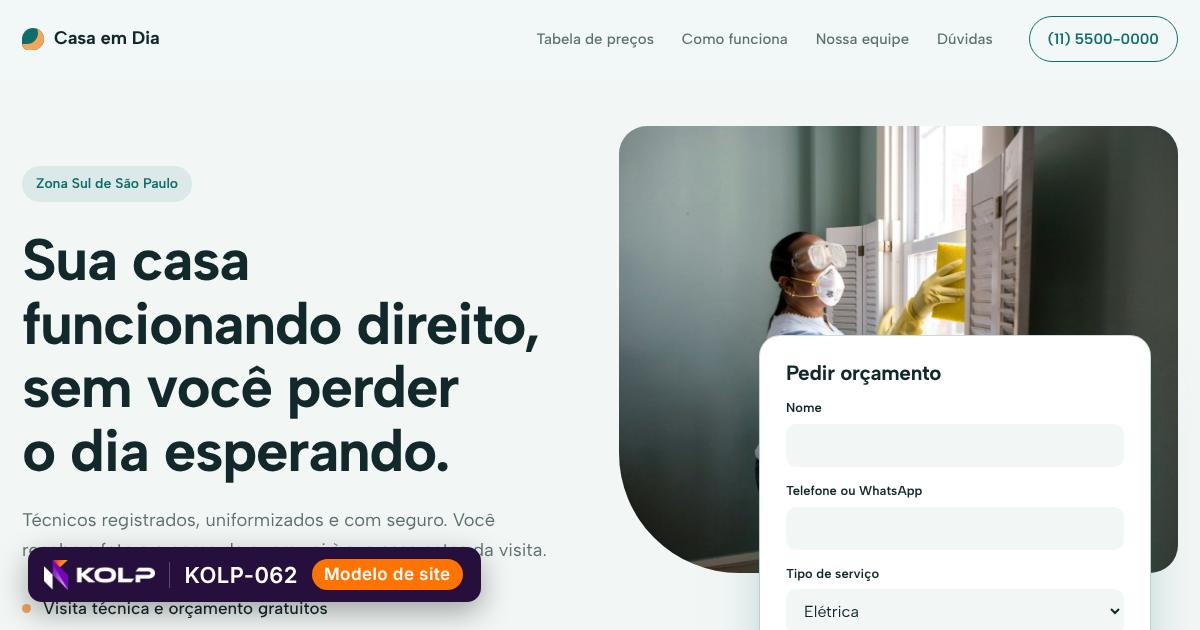 Casa em Dia
Tabela de preços
Como funciona
Nossa equipe
Dúvidas
(11) 5500-0000
Zona Sul de São Paulo
Sua casa
funcionando direito,
sem você perder
o dia esperando.
Técnicos registrados, uniformizados e com seguro. Você
da visita.
Visita técnica e orçamento gratuitos
KOLP
KOLP-062
Modelo de site
Pedir orçamento
Nome
Telefone ou WhatsApp
Tipo de serviço
Elétrica